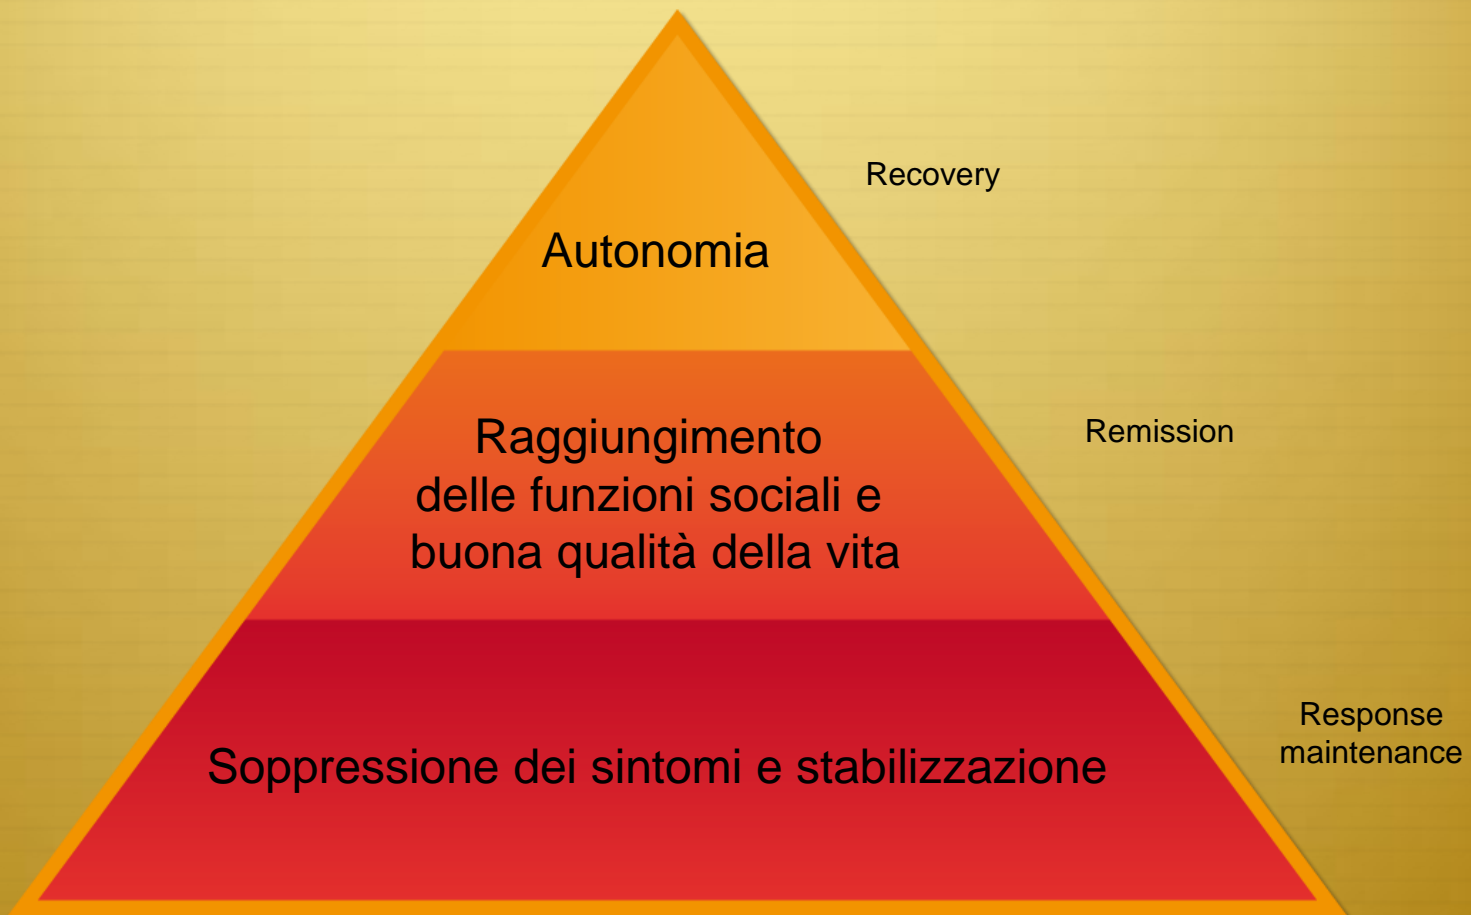 Recovery
Autonomia
Raggiungimento
delle funzioni sociali e
buona qualità della vita
Remission
Soppressione dei sintomi e stabilizzazione
Response
maintenance